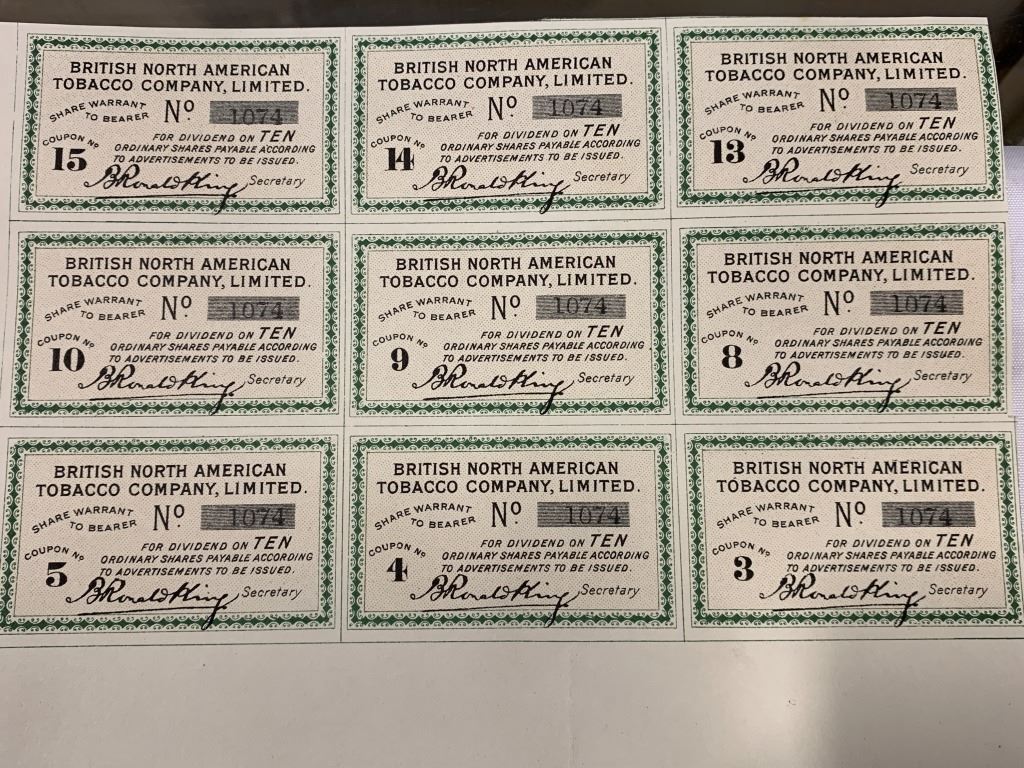 BRITISH NORTH AMERICAN
TOBACCO COMPANY, LIMITED.
SHARE WARRANT
TO BEARER
No. 1074
COUPON No
15
FOR DIVIDEND ON TEN
ORDINARY SHARES PAYABLE ACCORDING
TO ADVERTISEMENTS TO BE ISSUED.
BRonaldKing Secretary
BRITISH NORTH AMERICAN
TOBACCO COMPANY, LIMITED.
SHARE WARRANT
TO BEARER
No. 1074
COUPON No
14
FOR DIVIDEND ON TEN
ORDINARY SHARES PAYABLE ACCORDING
TO ADVERTISEMENTS TO BE ISSUED.
BRonaldKing Secretary
BRITISH NORTH AMERICAN
TOBACCO COMPANY, LIMITED.
SHARE WARRANT
TO BEARER
No. 1074
COUPON No
13
FOR DIVIDEND ON TEN
ORDINARY SHARES PAYABLE ACCORDING
TO ADVERTISEMENTS TO BE ISSUED.
BRonaldKing Secretary
BRITISH NORTH AMERICAN
TOBACCO COMPANY, LIMITED.
SHARE WARRANT
TO BEARER
No. 1074
COUPON No
10
FOR DIVIDEND ON TEN
ORDINARY SHARES PAYABLE ACCORDING
TO ADVERTISEMENTS TO BE ISSUED.
BRonaldKing Secretary
BRITISH NORTH AMERICAN
TOBACCO COMPANY, LIMITED.
SHARE WARRANT
TO BEARER
No. 1074
COUPON No
9
FOR DIVIDEND ON TEN
ORDINARY SHARES PAYABLE ACCORDING
TO ADVERTISEMENTS TO BE ISSUED.
BRonaldKing Secretary
BRITISH NORTH AMERICAN
TOBACCO COMPANY, LIMITED.
SHARE WARRANT
TO BEARER
No. 1074
COUPON No
8
FOR DIVIDEND ON TEN
ORDINARY SHARES PAYABLE ACCORDING
TO ADVERTISEMENTS TO BE ISSUED.
BRonaldKing Secretary
BRITISH NORTH AMERICAN
TOBACCO COMPANY, LIMITED.
SHARE WARRANT
TO BEARER
No. 1074
COUPON No
5
FOR DIVIDEND ON TEN
ORDINARY SHARES PAYABLE ACCORDING
TO ADVERTISEMENTS TO BE ISSUED.
BRonaldKing Secretary
BRITISH NORTH AMERICAN
TOBACCO COMPANY, LIMITED.
SHARE WARRANT
TO BEARER
No. 1074
COUPON No
4
FOR DIVIDEND ON TEN
ORDINARY SHARES PAYABLE ACCORDING
TO ADVERTISEMENTS TO BE ISSUED.
BRonaldKing Secretary
BRITISH NORTH AMERICAN
TOBACCO COMPANY, LIMITED.
SHARE WARRANT
TO BEARER
No. 1074
COUPON No
3
FOR DIVIDEND ON TEN
ORDINARY SHARES PAYABLE ACCORDING
TO ADVERTISEMENTS TO BE ISSUED.
BRonaldKing Secretary